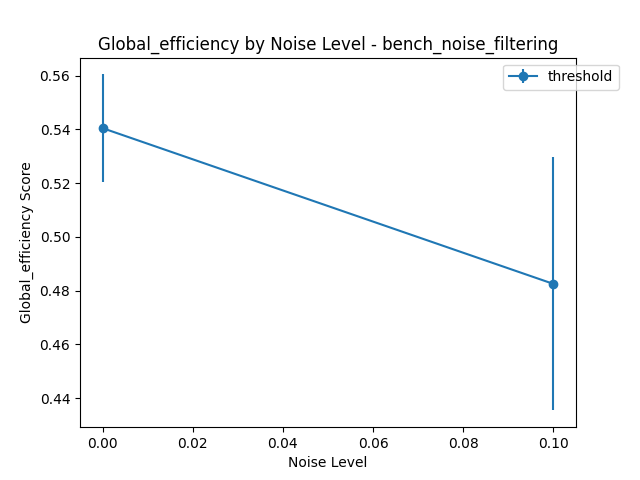 Global_efficiency by Noise Level - bench_noise_filtering
threshold
0.56
0.54
0.52
0.50
0.48
0.46
0.44
Global_efficiency Score
0.00 0.02 0.04 0.06 0.08 0.10
Noise Level